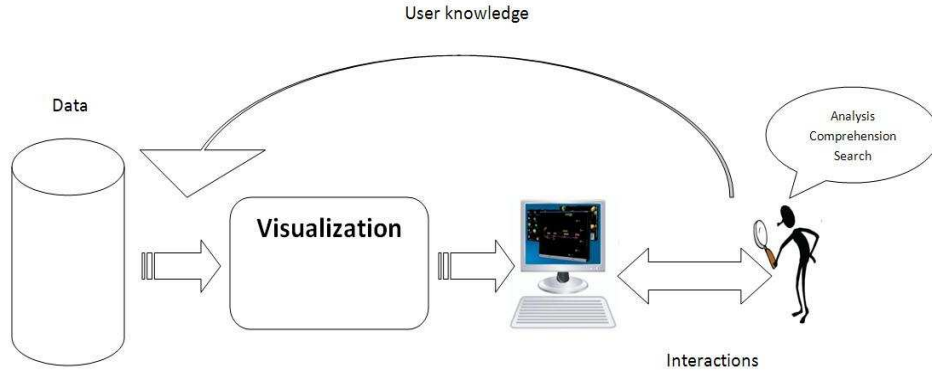 User knowledge
Data
Analysis
Comprehension
Search
Visualization
Interactions